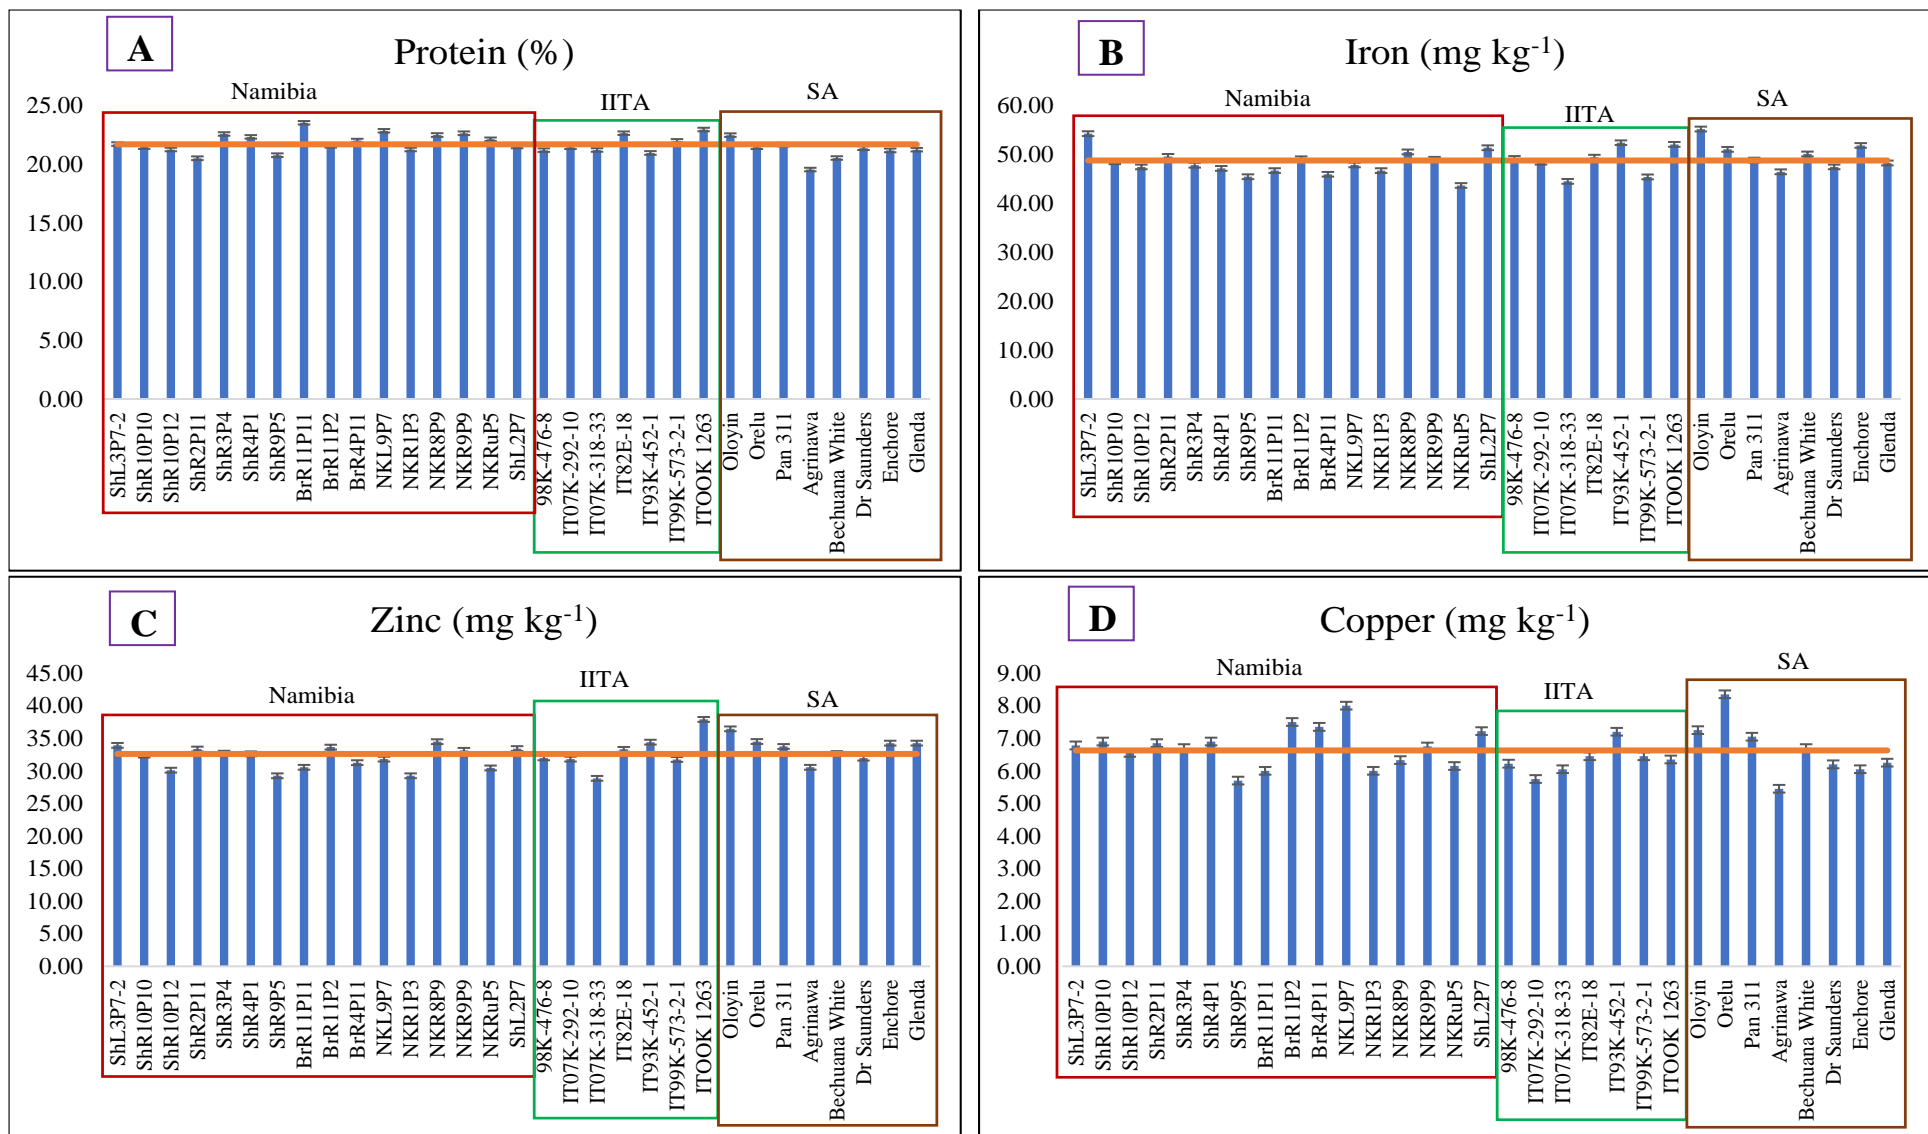 A
Protein (%)
Namibia
IITA
SA
25.00
20.00
15.00
10.00
5.00
0.00
ShL3P7-2
ShR10P10
ShR10P12
ShR2P11
ShR3P4
ShR4P1
ShR9P5
BrR11P11
BrR11P2
BrR4P11
NKL9P7
NKR1P3
NKR8P9
NKR9P9
NKRuP5
ShL2P7
98K-476-8
IT07K-292-10
IT07K-318-33
IT82E-18
IT93K-452-1
IT99K-573-2-1
ITOOK 1263
Oloyin
Orelu
Pan 311
Agrinawa
Bechuana White
Dr Saunders
Enchore
Glenda
B
Iron (mg kg-1)
Namibia
IITA
SA
60.00
50.00
40.00
30.00
20.00
10.00
0.00
ShL3P7-2
ShR10P10
ShR10P12
ShR2P11
ShR3P4
ShR4P1
ShR9P5
BrR11P11
BrR11P2
BrR4P11
NKL9P7
NKR1P3
NKR8P9
NKR9P9
NKRuP5
ShL2P7
98K-476-8
IT07K-292-10
IT07K-318-33
IT82E-18
IT93K-452-1
IT99K-573-2-1
ITOOK 1263
Oloyin
Orelu
Pan 311
Agrinawa
Bechuana White
Dr Saunders
Enchore
Glenda
C
Zinc (mg kg-1)
Namibia
IITA
SA
45.00
40.00
35.00
30.00
25.00
20.00
15.00
10.00
5.00
0.00
ShL3P7-2
ShR10P10
ShR10P12
ShR2P11
ShR3P4
ShR4P1
ShR9P5
BrR11P11
BrR11P2
BrR4P11
NKL9P7
NKR1P3
NKR8P9
NKR9P9
NKRuP5
ShL2P7
98K-476-8
IT07K-292-10
IT07K-318-33
IT82E-18
IT93K-452-1
IT99K-573-2-1
ITOOK 1263
Oloyin
Orelu
Pan 311
Agrinawa
Bechuana White
Dr Saunders
Enchore
Glenda
D
Copper (mg kg-1)
Namibia
IITA
SA
9.00
8.00
7.00
6.00
5.00
4.00
3.00
2.00
1.00
0.00
ShL3P7-2
ShR10P10
ShR10P12
ShR2P11
ShR3P4
ShR4P1
ShR9P5
BrR11P11
BrR11P2
BrR4P11
NKL9P7
NKR1P3
NKR8P9
NKR9P9
NKRuP5
ShL2P7
98K-476-8
IT07K-292-10
IT07K-318-33
IT82E-18
IT93K-452-1
IT99K-573-2-1
ITOOK 1263
Oloyin
Orelu
Pan 311
Agrinawa
Bechuana White
Dr Saunders
Enchore
Glenda